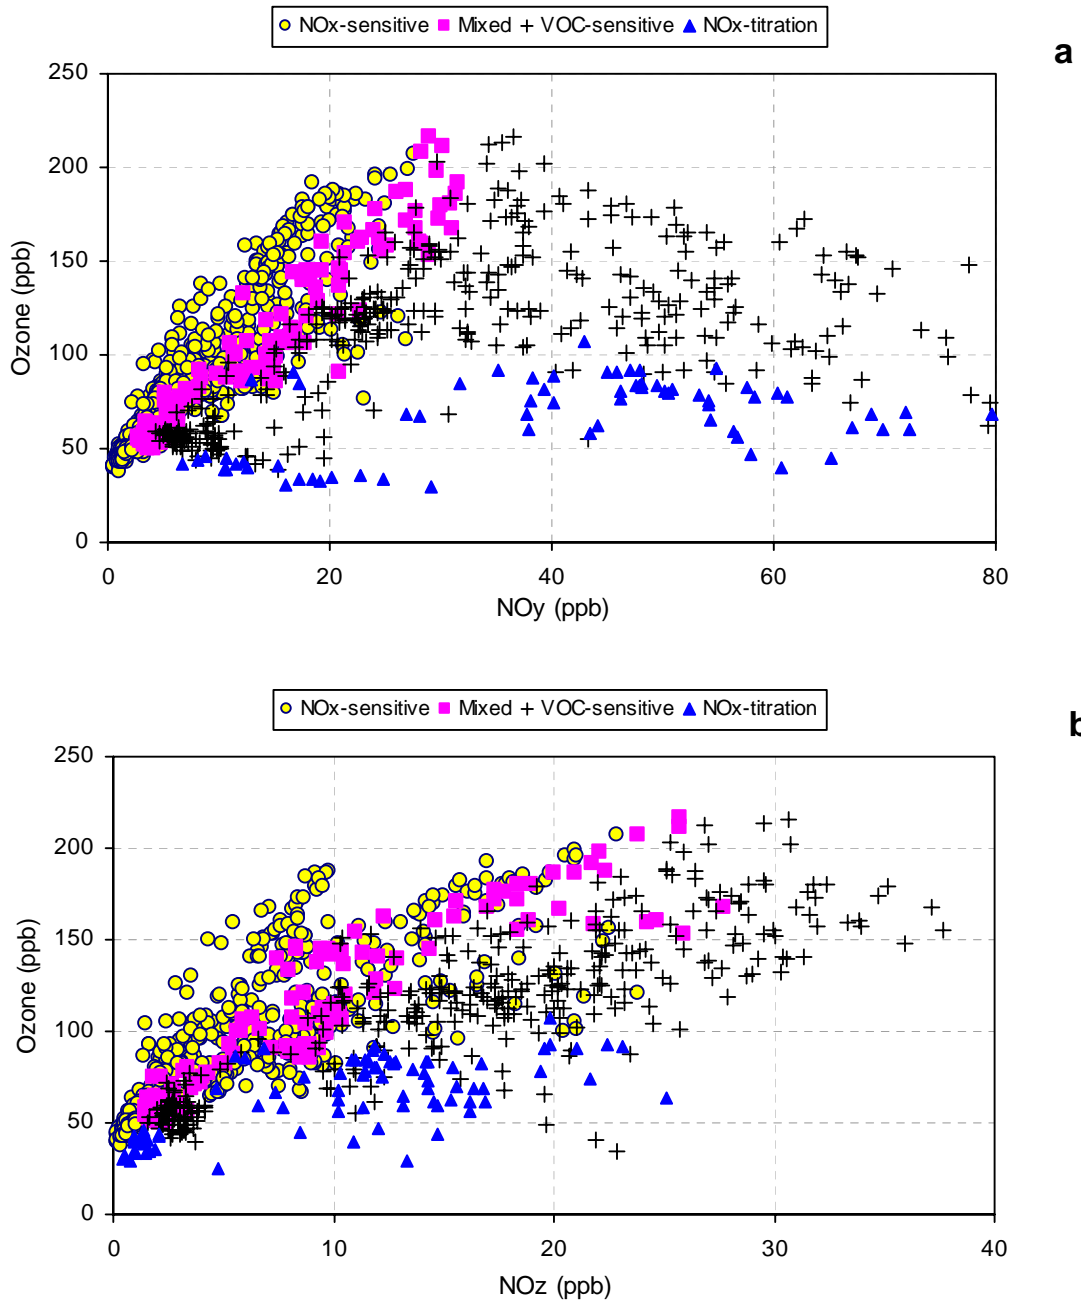 NOx-sensitive Mixed + VOC-sensitive NOx-titration
a
250
200
150
100
50
0
Ozone (ppb)
0 20 40 60 80
NOy (ppb)
NOx-sensitive Mixed + VOC-sensitive NOx-titration
b
250
200
150
100
50
0
Ozone (ppb)
0 10 20 30 40
NOz (ppb)